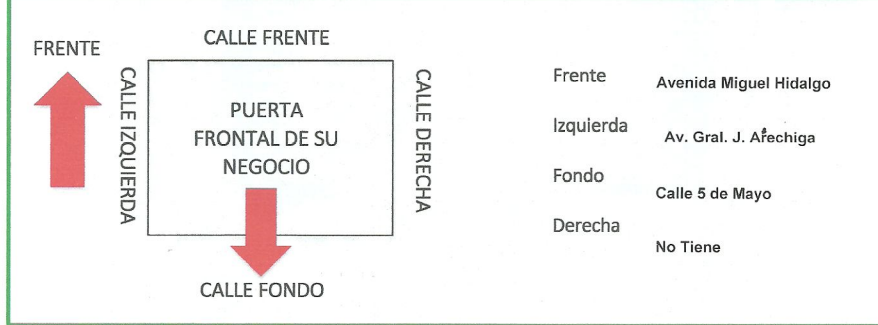 CALLE FRENTE
FRENTE
CALLE IZQUIERDA
PUERTA
FRONTAL DE SU
NEGOCIO
CALLE DERECHA
CALLE FONDO
Frente Avenida Miguel Hidalgo
Izquierda Av. Gral. J. Aréchiga
Fondo Calle 5 de Mayo
Derecha No Tiene